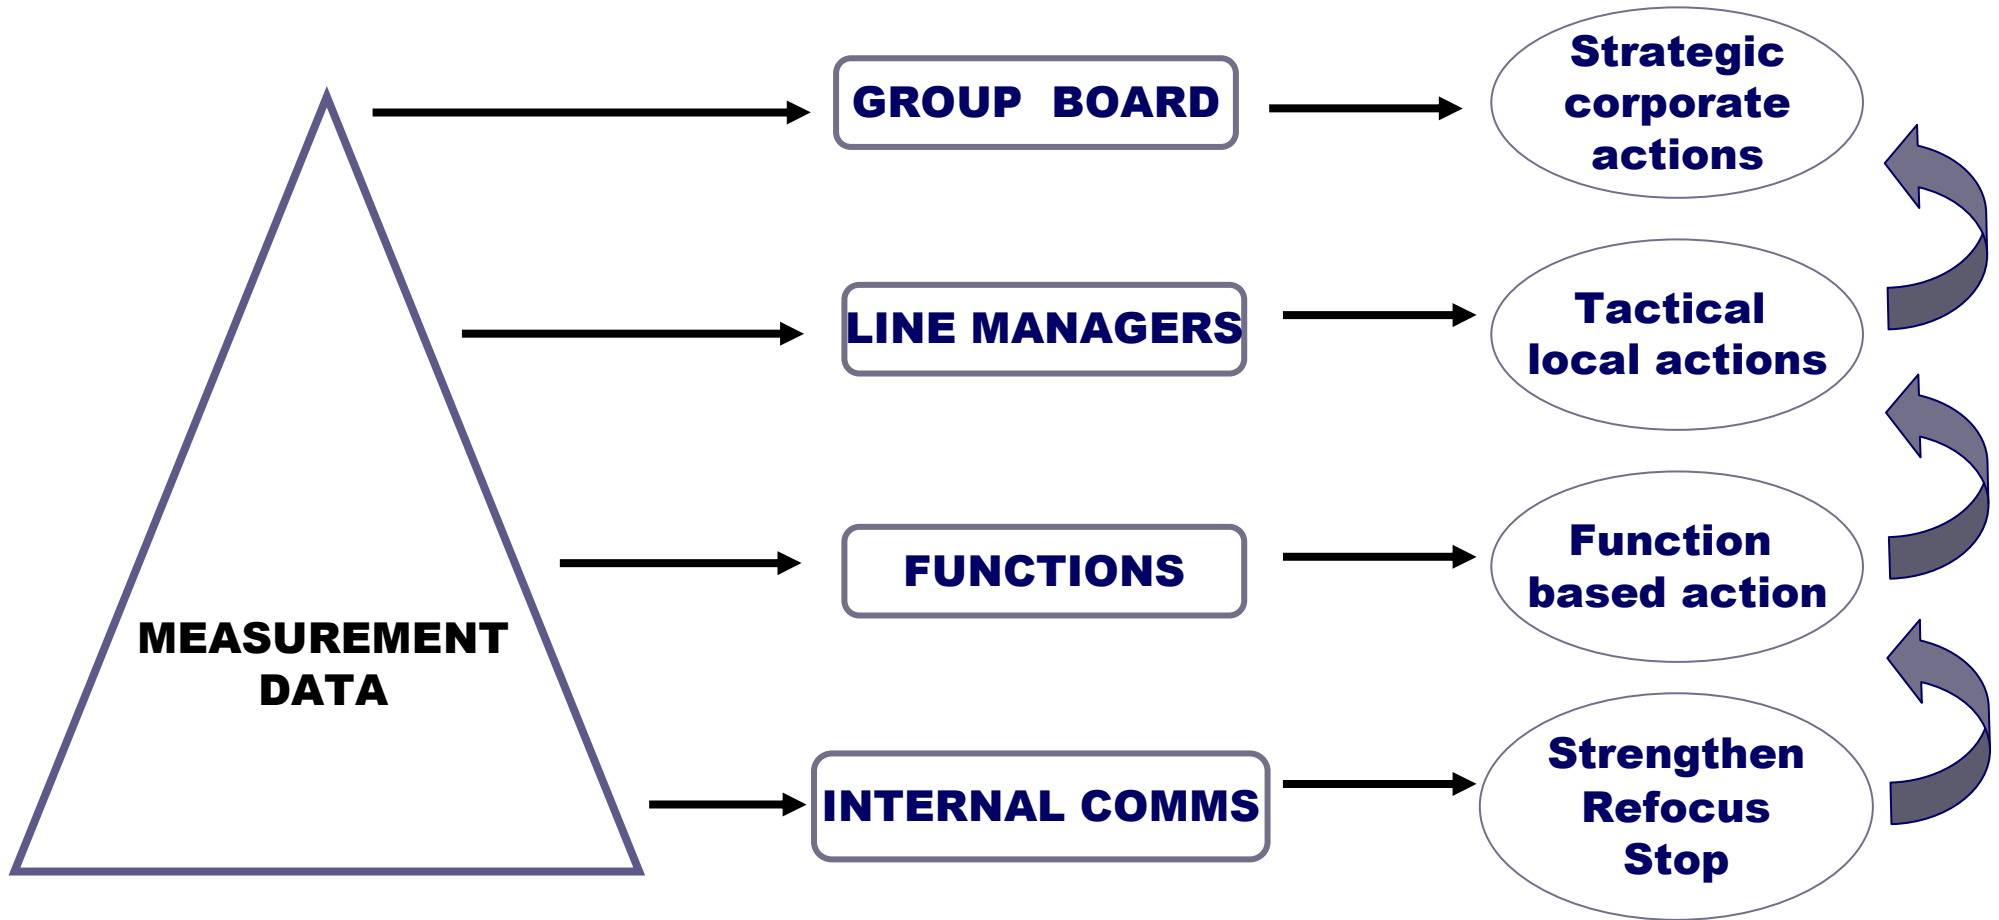 MEASUREMENT
DATA
GROUP BOARD
Strategic
corporate
actions
LINE MANAGERS
Tactical
local actions
FUNCTIONS
Function
based action
INTERNAL COMMS
Strengthen
Refocus
Stop